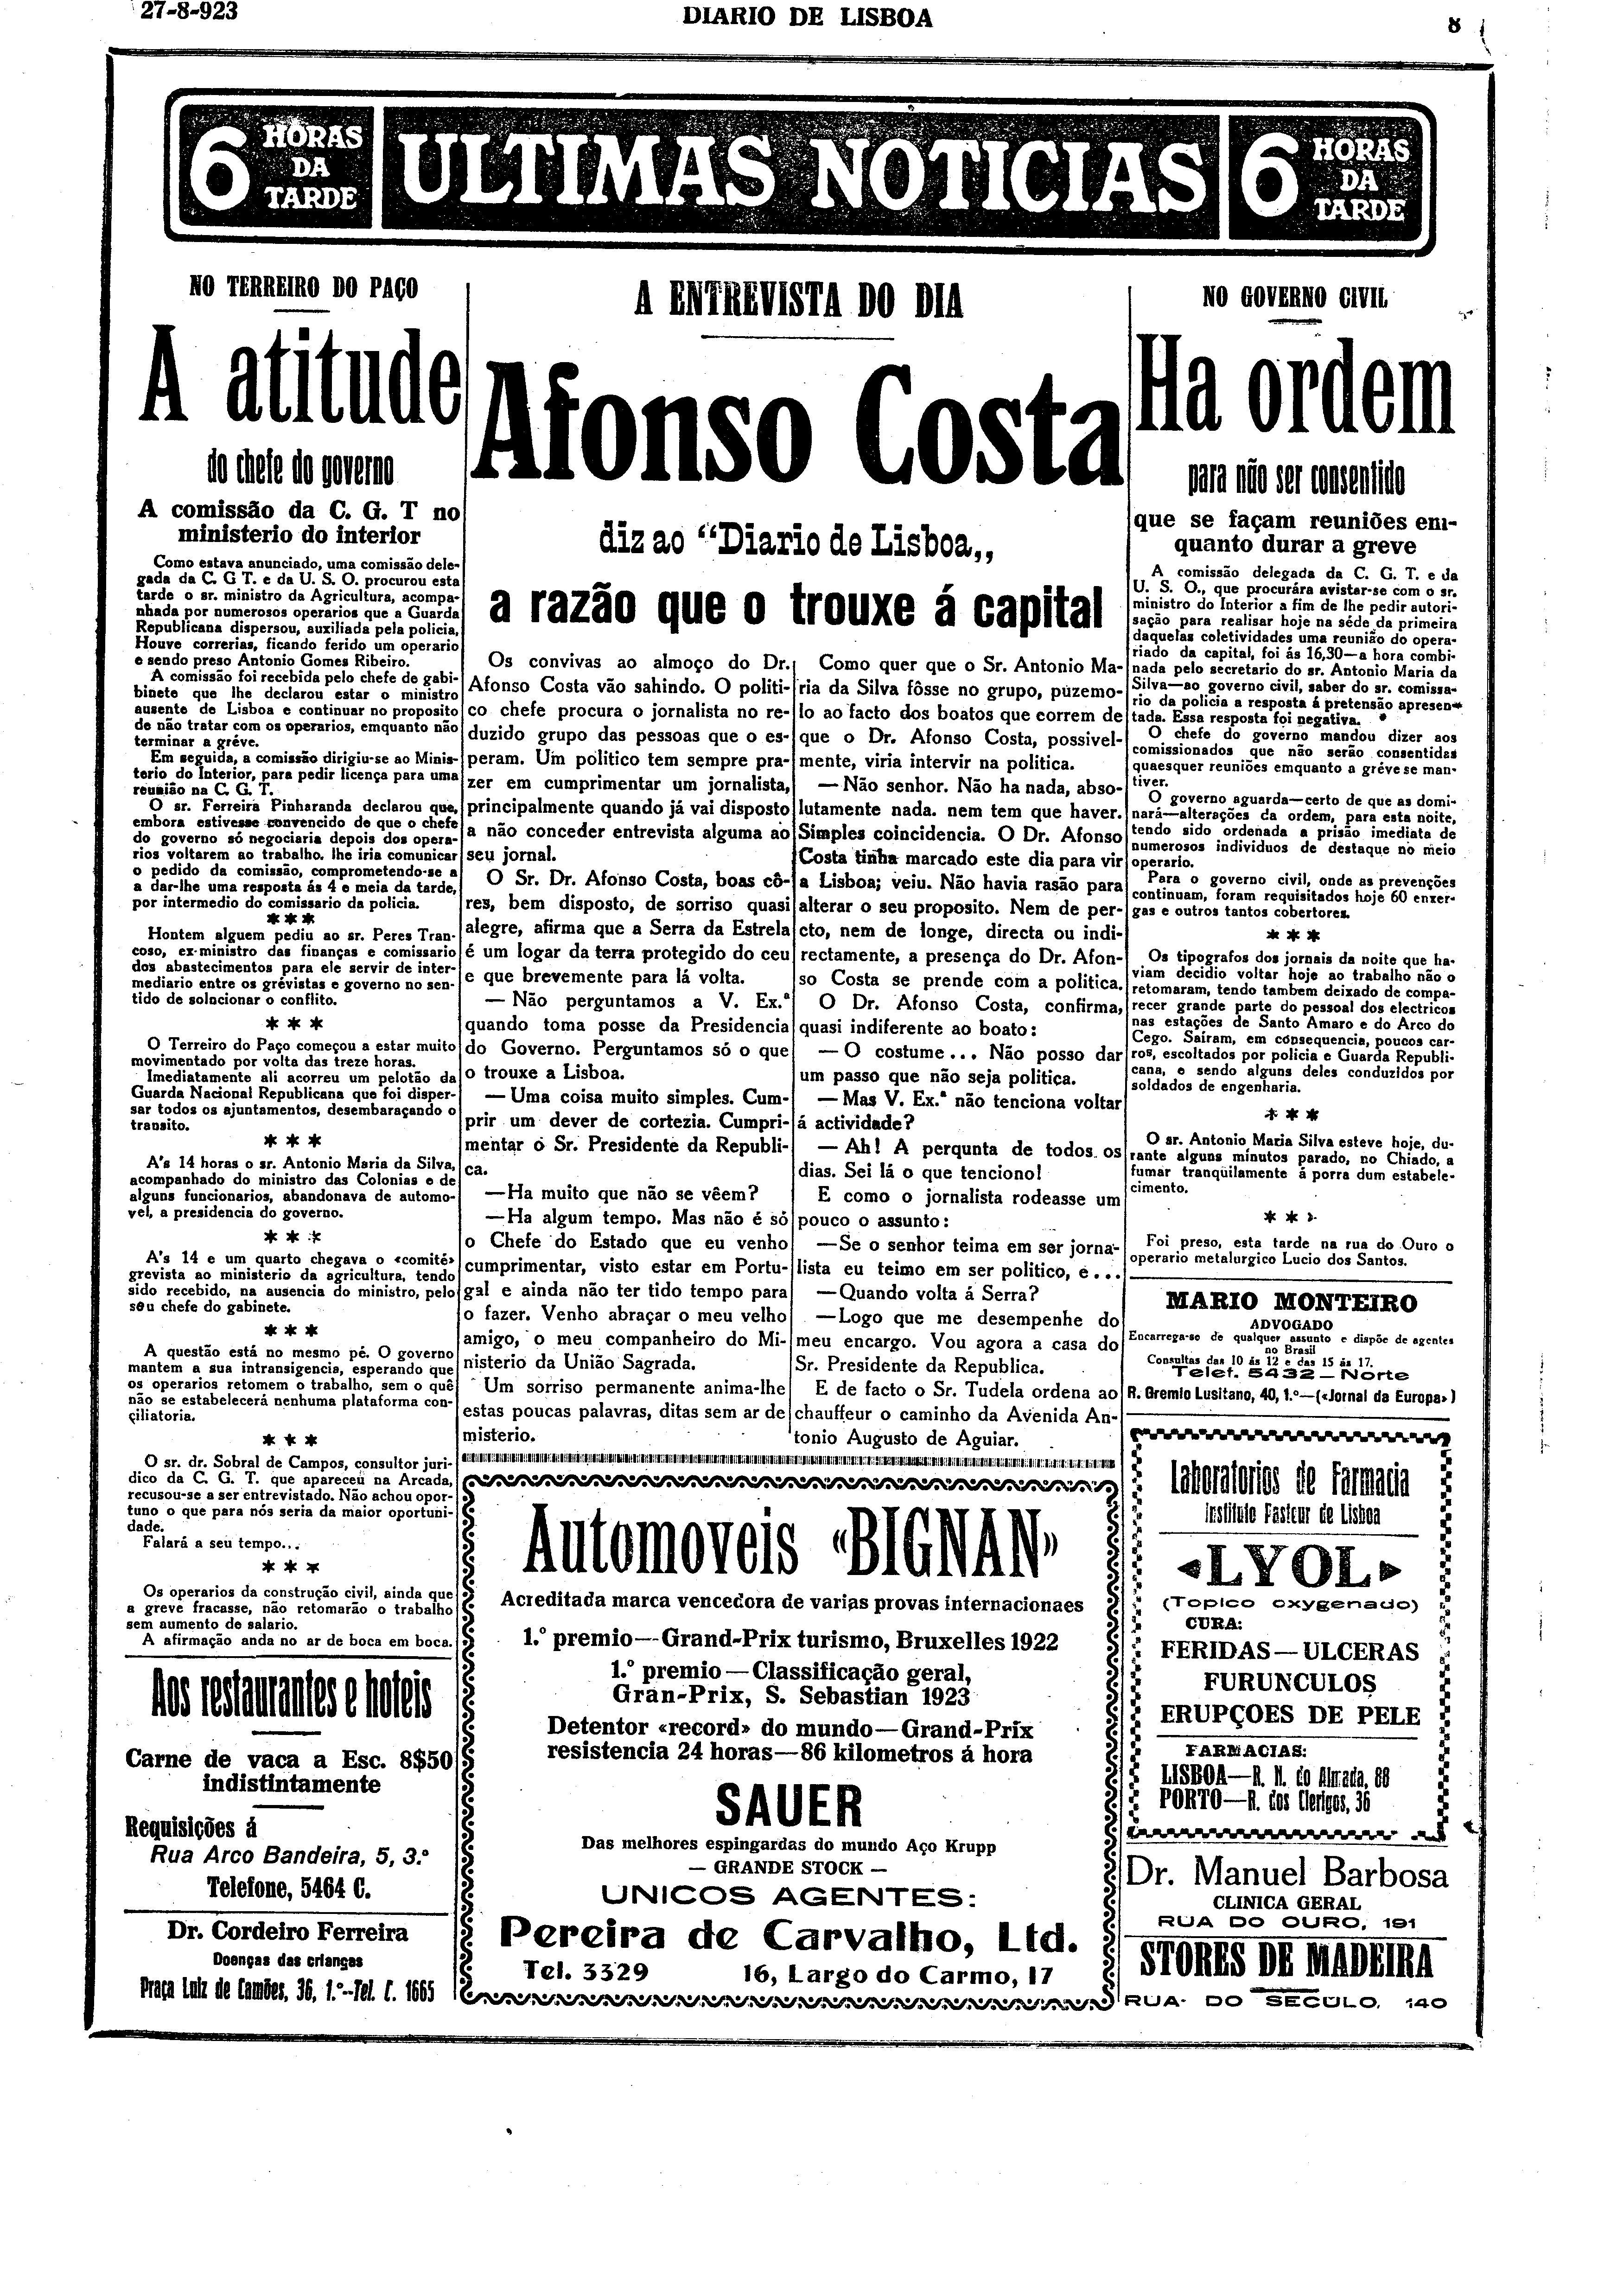 27-8-923
DIARIO DE LISBOA
8
6 HORAS DA TARDE
ULTIMAS NOTICIAS
6 HORAS DA TARDE
NO TERREIRO DO PAÇO
A atitude
do chefe do governo
A comissão da C. G. T no
ministerio do interior
Como estava anunciado, uma comissão dele-
gada da C. G T. e da U. S. O. procurou esta
tarde o sr. ministro da Agricultura, acompa-
nhada por numerosos operarios que a Guarda
Republicana dispersou, auxiliada pela policia,
Houve correrias, ficando ferido um operario
e sendo preso Antonio Gomes Ribeiro.
A comissão foi recebida pelo chefe do gabi-
binete que lhe declarou estar o ministro
ausente de Lisboa e continuar no proposito
de não tratar com os operarios, emquanto não
terminar a gréve.
Em seguida, a comissão dirigiu-se ao Minis-
terio do Interior, para pedir licença para uma
reunião na C. G. T.
O sr. Ferreira Pinharanda declarou que,
embora estivesse convencido de que o chefe
do governo só negociaria depois dos opera-
rios voltarem ao trabalho. lhe iria comunicar
o pedido da comissão, comprometendo-se a
a dar-lhe uma resposta ás 4 e meia da tarde,
por intermedio do comissario da policia.
***
Hontem alguem pediu ao sr. Peres Tran-
coso, ex-ministro das finanças e comissario
dos abastecimentos para ele servir de inter-
mediario entre os grévistas e governo no sen-
tido de solncionar o conflito.
***
O Terreiro do Paço começou a estar muito
movimentado por volta das treze horas.
Imediatamente ali acorreu um pelotão da
Guarda Nacional Republicana que foi disper-
sar todos os ajuntamentos, desembaraçando o
transito.
***
A's 14 horas o sr. Antonio Maria da Silva,
acompanhado do ministro das Colonias e de
alguns funcionarios, abandonava de automo-
vel, a presidencia do governo.
***
A's 14 e um quarto chegava o «comité»
grevista ao ministerio da agricultura, tendo
sido recebido, na ausencia do ministro, pelo
seu chefe do gabinete.
***
A questão está no mesmo pé. O governo
mantem a sua intransigencia, esperando que
os operarios retomem o trabalho, sem o quê
não se estabelecerá nenhuma plataforma con-
ciliatoria.
***
O sr. dr. Sobral de Campos, consultor juri-
dico da C. G. T. que apareceu na Arcada,
recusou-se a ser entrevistado. Não achou opor-
tuno o que para nós seria da maior oportuni-
dade.
Falará a seu tempo...
***
Os operarios da construção civil, ainda que
a greve fracasse, não retomarão o trabalho
sem aumento de salario.
A afirmação anda no ar de boca em boca.
Aos restaurantes e hoteis
Carne de vaca a Esc. 8$50
indistintamente
Requisições á
Rua Arco Bandeira, 5, 3.º
Telefone, 5464 C.
Dr. Cordeiro Ferreira
Doenças das crianças
Praça Luiz de Camões, 36, 1.º--Tel. C. 1665
A ENTREVISTA DO DIA
Afonso Costa
diz ao "Diario de Lisboa,,
a razão que o trouxe á capital
Os convivas ao almoço do Dr.
Afonso Costa vão sahindo. O politi-
co chefe procura o jornalista no re-
duzido grupo das pessoas que o es-
peram. Um politico tem sempre pra-
zer em cumprimentar um jornalista,
principalmente quando já vai disposto
a não conceder entrevista alguma ao
seu jornal.
O Sr. Dr. Afonso Costa, boas cô-
res, bem disposto, de sorriso quasi
alegre, afirma que a Serra da Estrela
é um logar da terra protegido do ceu
e que brevemente para lá volta.
— Não perguntamos a V. Ex.ª
quando toma posse da Presidencia
do Governo. Perguntamos só o que
o trouxe a Lisboa.
— Uma coisa muito simples. Cum-
prir um dever de cortezia. Cumpri-
mentar o Sr. Presidente da Republi-
ca.
—Ha muito que não se vêem?
—Ha algum tempo. Mas não é só
o Chefe do Estado que eu venho
cumprimentar, visto estar em Portu-
gal e ainda não ter tido tempo para
o fazer. Venho abraçar o meu velho
amigo, o meu companheiro do Mi-
nisterio da União Sagrada.
Um sorriso permanente anima-lhe
estas poucas palavras, ditas sem ar de
misterio.
Como quer que o Sr. Antonio Ma-
ria da Silva fôsse no grupo, puzemo-
lo ao facto dos boatos que correm de
que o Dr. Afonso Costa, possivel-
mente, viria intervir na politica.
— Não senhor. Não ha nada, abso-
lutamente nada. nem tem que haver.
Simples coincidencia. O Dr. Afonso
Costa tinha marcado este dia para vir
a Lisboa; veiu. Não havia rasão para
alterar o seu proposito. Nem de per-
cto, nem de longe, directa ou indi-
rectamente, a presença do Dr. Afon-
so Costa se prende com a politica.
O Dr. Afonso Costa, confirma,
quasi indiferente ao boato:
— O costume... Não posso dar
um passo que não seja politica.
— Mas V. Ex.ª não tenciona voltar
á actividade?
— Ah! A pergunta de todos os
dias. Sei lá o que tenciono!
E como o jornalista rodeasse um
pouco o assunto:
—Se o senhor teima em ser jorna-
lista eu teimo em ser politico, e...
—Quando volta á Serra?
—Logo que me desempenhe do
meu encargo. Vou agora a casa do
Sr. Presidente da Republica.
E de facto o Sr. Tudela ordena ao
chauffeur o caminho da Avenida An-
tonio Augusto de Aguiar.
Automoveis «BIGNAN»
Acreditada marca vencedora de varias provas internacionaes
1.º premio—Grand-Prix turismo, Bruxelles 1922
1.º premio—Classificação geral,
Gran-Prix, S. Sebastian 1923
Detentor «record» do mundo—Grand-Prix
resistencia 24 horas—86 kilometros á hora
SAUER
Das melhores espingardas do mundo Aço Krupp
— GRANDE STOCK —
UNICOS AGENTES:
Pereira de Carvalho, Ltd.
Tel. 3329 16, Largo do Carmo, 17
NO GOVERNO CIVIL
Ha ordem
para não ser consentido
que se façam reuniões em-
quanto durar a greve
A comissão delegada da C. G. T. e da
U. S. O., que procurára avistar-se com o sr.
ministro do Interior a fim de lhe pedir autori-
sação para realisar hoje na séde da primeira
daquelas coletividades uma reunião do opera-
riado da capital, foi ás 16,30—a hora combi-
nada pelo secretario do sr. Antonio Maria da
Silva—ao governo civil, saber do sr. comissa-
rio da policia a resposta á pretensão apresen-
tada. Essa resposta foi negativa.
O chefe do governo mandou dizer aos
comissionados que não serão consentidas
quaesquer reuniões emquanto a gréve se man-
tiver.
O governo aguarda—certo de que as domi-
nará—alterações da ordem, para esta noite,
tendo sido ordenada a prisão imediata de
numerosos individuos de destaque no meio
operario.
Para o governo civil, onde as prevenções
continuam, foram requisitados hoje 60 enxer-
gas e outros tantos cobertores.
***
Os tipografos dos jornais da noite que ha-
viam decidio voltar hoje ao trabalho não o
retomaram, tendo tambem deixado de compa-
recer grande parte do pessoal dos electricos
nas estações de Santo Amaro e do Arco do
Cego. Sairam, em consequencia, poucos car-
ros, escoltados por policia e Guarda Republi-
cana, e sendo alguns deles conduzidos por
soldados de engenharia.
***
O sr. Antonio Maria Silva esteve hoje, du-
rante alguns minutos parado, no Chiado, a
fumar tranqüilamente á porra dum estabele-
cimento.
***
Foi preso, esta tarde na rua do Ouro o
operario metalurgico Lucio dos Santos.
MARIO MONTEIRO
ADVOGADO
Encarrega-se de qualquer assunto e dispõe de agentes
no Brasil
Consultas das 10 ás 12 e das 15 ás 17.
Telef. 5432—Norte
R. Gremio Lusitano, 40, 1.º—(«Jornal da Europa»)
Laboratorios de Farmacia
Instituto Pasteur de Lisboa
«LYOL»
(Topico oxygenado)
CURA:
FERIDAS—ULCERAS
FURUNCULOS
ERUPÇOES DE PELE
FARMACIAS:
LISBOA—R. N. do Almada, 86
PORTO—R. dos Clerigos, 36
Dr. Manuel Barbosa
CLINICA GERAL
RUA DO OURO, 191
STORES DE MADEIRA
RUA DO SECULO, 140